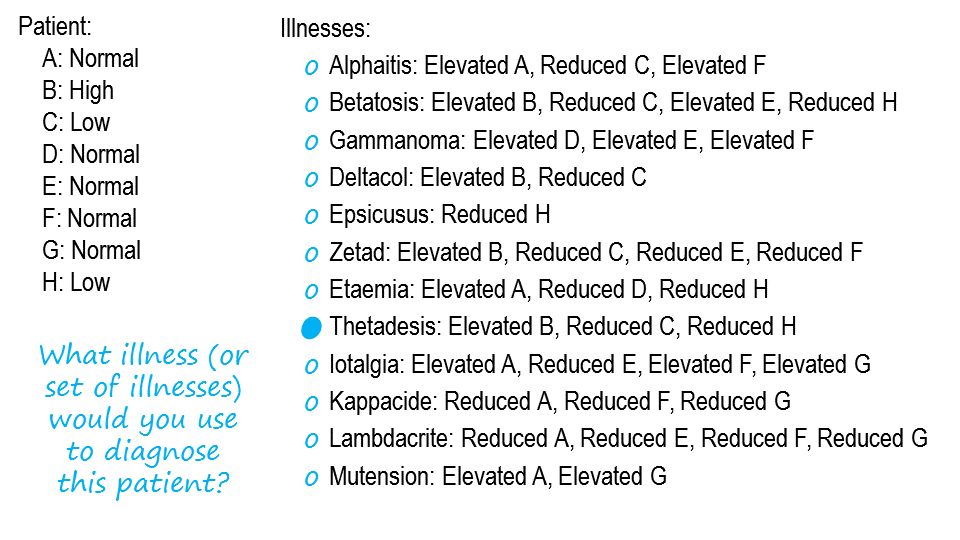 Patient:
A: Normal
B: High
C: Low
D: Normal
E: Normal
F: Normal
G: Normal
H: Low
What illness (or
set of illnesses)
would you use
to diagnose
this patient?
Illnesses:
o Alphaitis: Elevated A, Reduced C, Elevated F
o Betatosis: Elevated B, Reduced C, Elevated E, Reduced H
o Gammanoma: Elevated D, Elevated E, Elevated F
o Deltacol: Elevated B, Reduced C
o Epsicusus: Reduced H
o Zetad: Elevated B, Reduced C, Reduced E, Reduced F
o Etaemia: Elevated A, Reduced D, Reduced H
Thetadesis: Elevated B, Reduced C, Reduced H
o Iotalgia: Elevated A, Reduced E, Elevated F, Elevated G
o Kappacide: Reduced A, Reduced F, Reduced G
o Lambdacrite: Reduced A, Reduced E, Reduced F, Reduced G
o Mutension: Elevated A, Elevated G